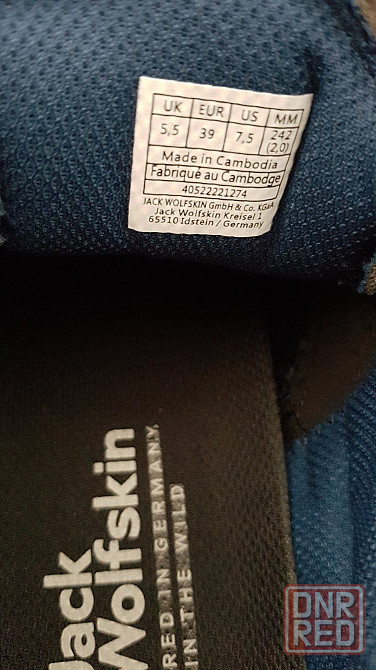 UK EUR US MM
5,5 39 7,5 242 (2,0)
Made in Cambodia
Fabriqué au Cambodge
40522221274
JACK WOLFSKIN GmbH & Co. KGaA
Jack Wolfskin Kreisel 1
65510 Idstein / Germany
Jack
Wolfskin
RED IN GERMANY.
IN THE WILD
DNR
RED